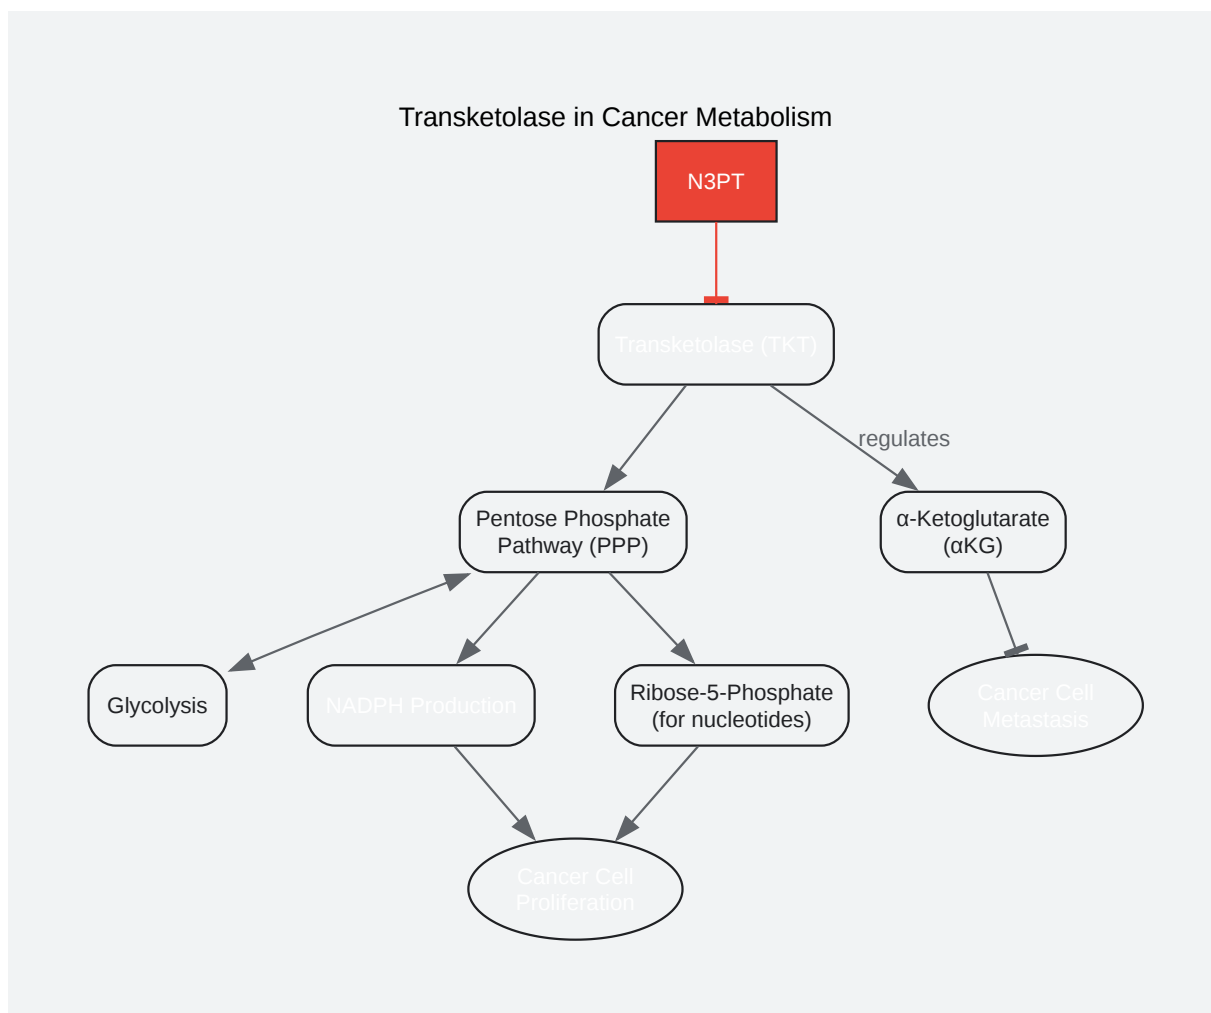 Transketolase in Cancer Metabolism
N3PT
Transketolase (TKT)
regulates
Pentose Phosphate
Pathway (PPP)
α-Ketoglutarate
(αKG)
Glycolysis
NADPH Production
Ribose-5-Phosphate
(for nucleotides)
Cancer Cell
Metastasis
Cancer Cell
Proliferation